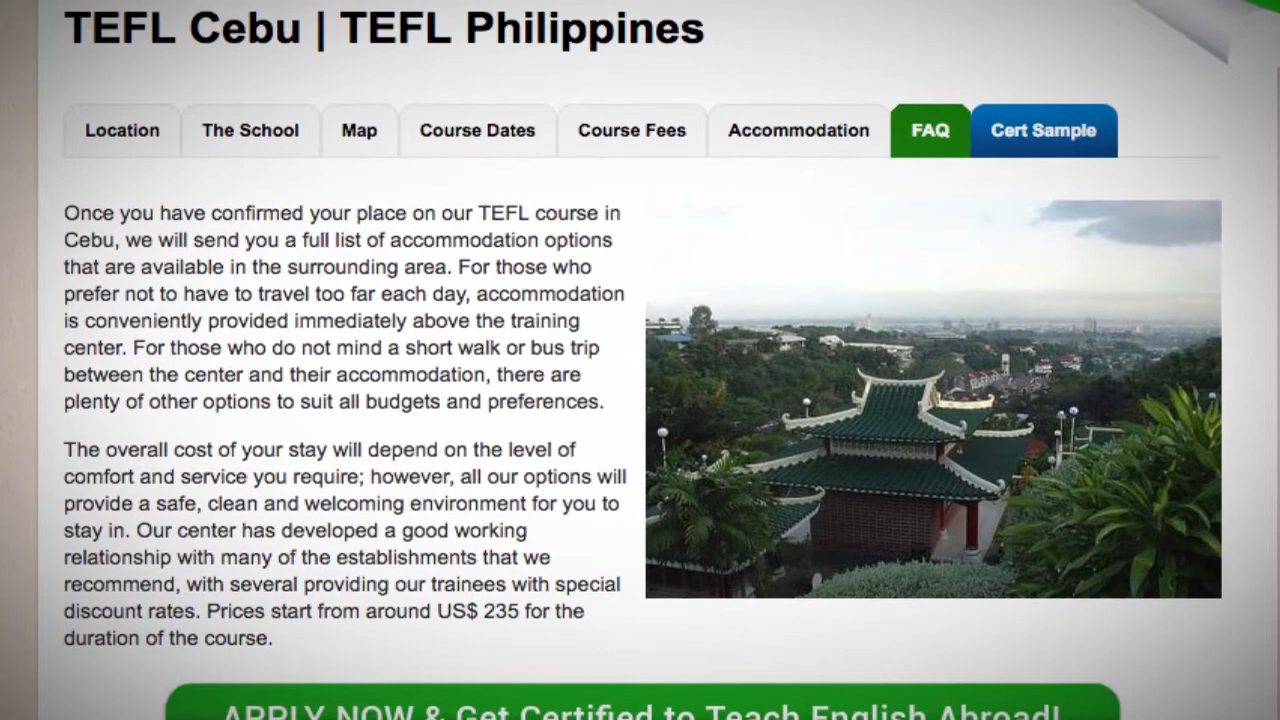 TEFL Cebu | TEFL Philippines
Location The School Map Course Dates Course Fees Accommodation FAQ Cert Sample
Once you have confirmed your place on our TEFL course in
Cebu, we will send you a full list of accommodation options
that are available in the surrounding area. For those who
prefer not to have to travel too far each day, accommodation
is conveniently provided immediately above the training
center. For those who do not mind a short walk or bus trip
between the center and their accommodation, there are
plenty of other options to suit all budgets and preferences.
The overall cost of your stay will depend on the level of
comfort and service you require; however, all our options will
provide a safe, clean and welcoming environment for you to
stay in. Our center has developed a good working
relationship with many of the establishments that we
recommend, with several providing our trainees with special
discount rates. Prices start from around US$ 235 for the
duration of the course.
APPLY NOW & Get Certified to Teach English Abroad!